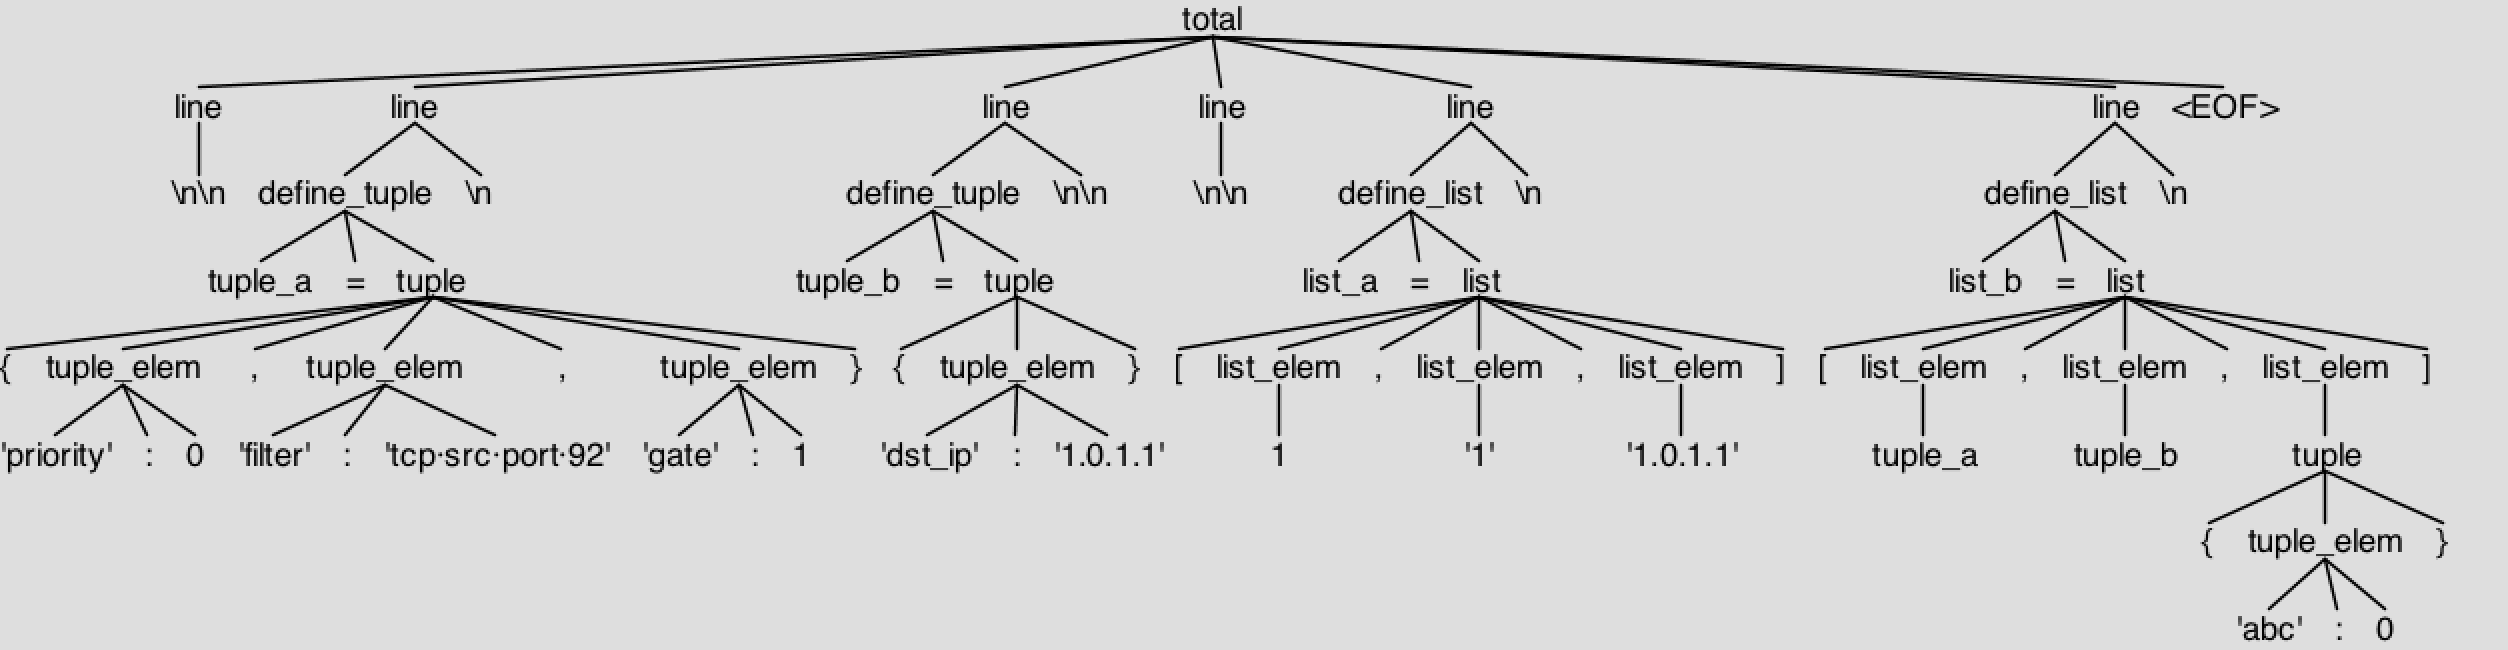 total
line line line line line line <EOF>
\n\n define_tuple \n define_tuple \n\n \n\n define_list \n define_list \n
tuple_a = tuple tuple_b = tuple list_a = list list_b = list
{ tuple_elem , tuple_elem , tuple_elem } { tuple_elem } [ list_elem , list_elem , list_elem ] [ list_elem , list_elem , list_elem ]
'priority' : 0 'filter' : 'tcp·src·port·92' 'gate' : 1 'dst_ip' : '1.0.1.1' 1 '1' '1.0.1.1' tuple_a tuple_b tuple
{ tuple_elem }
'abc' : 0